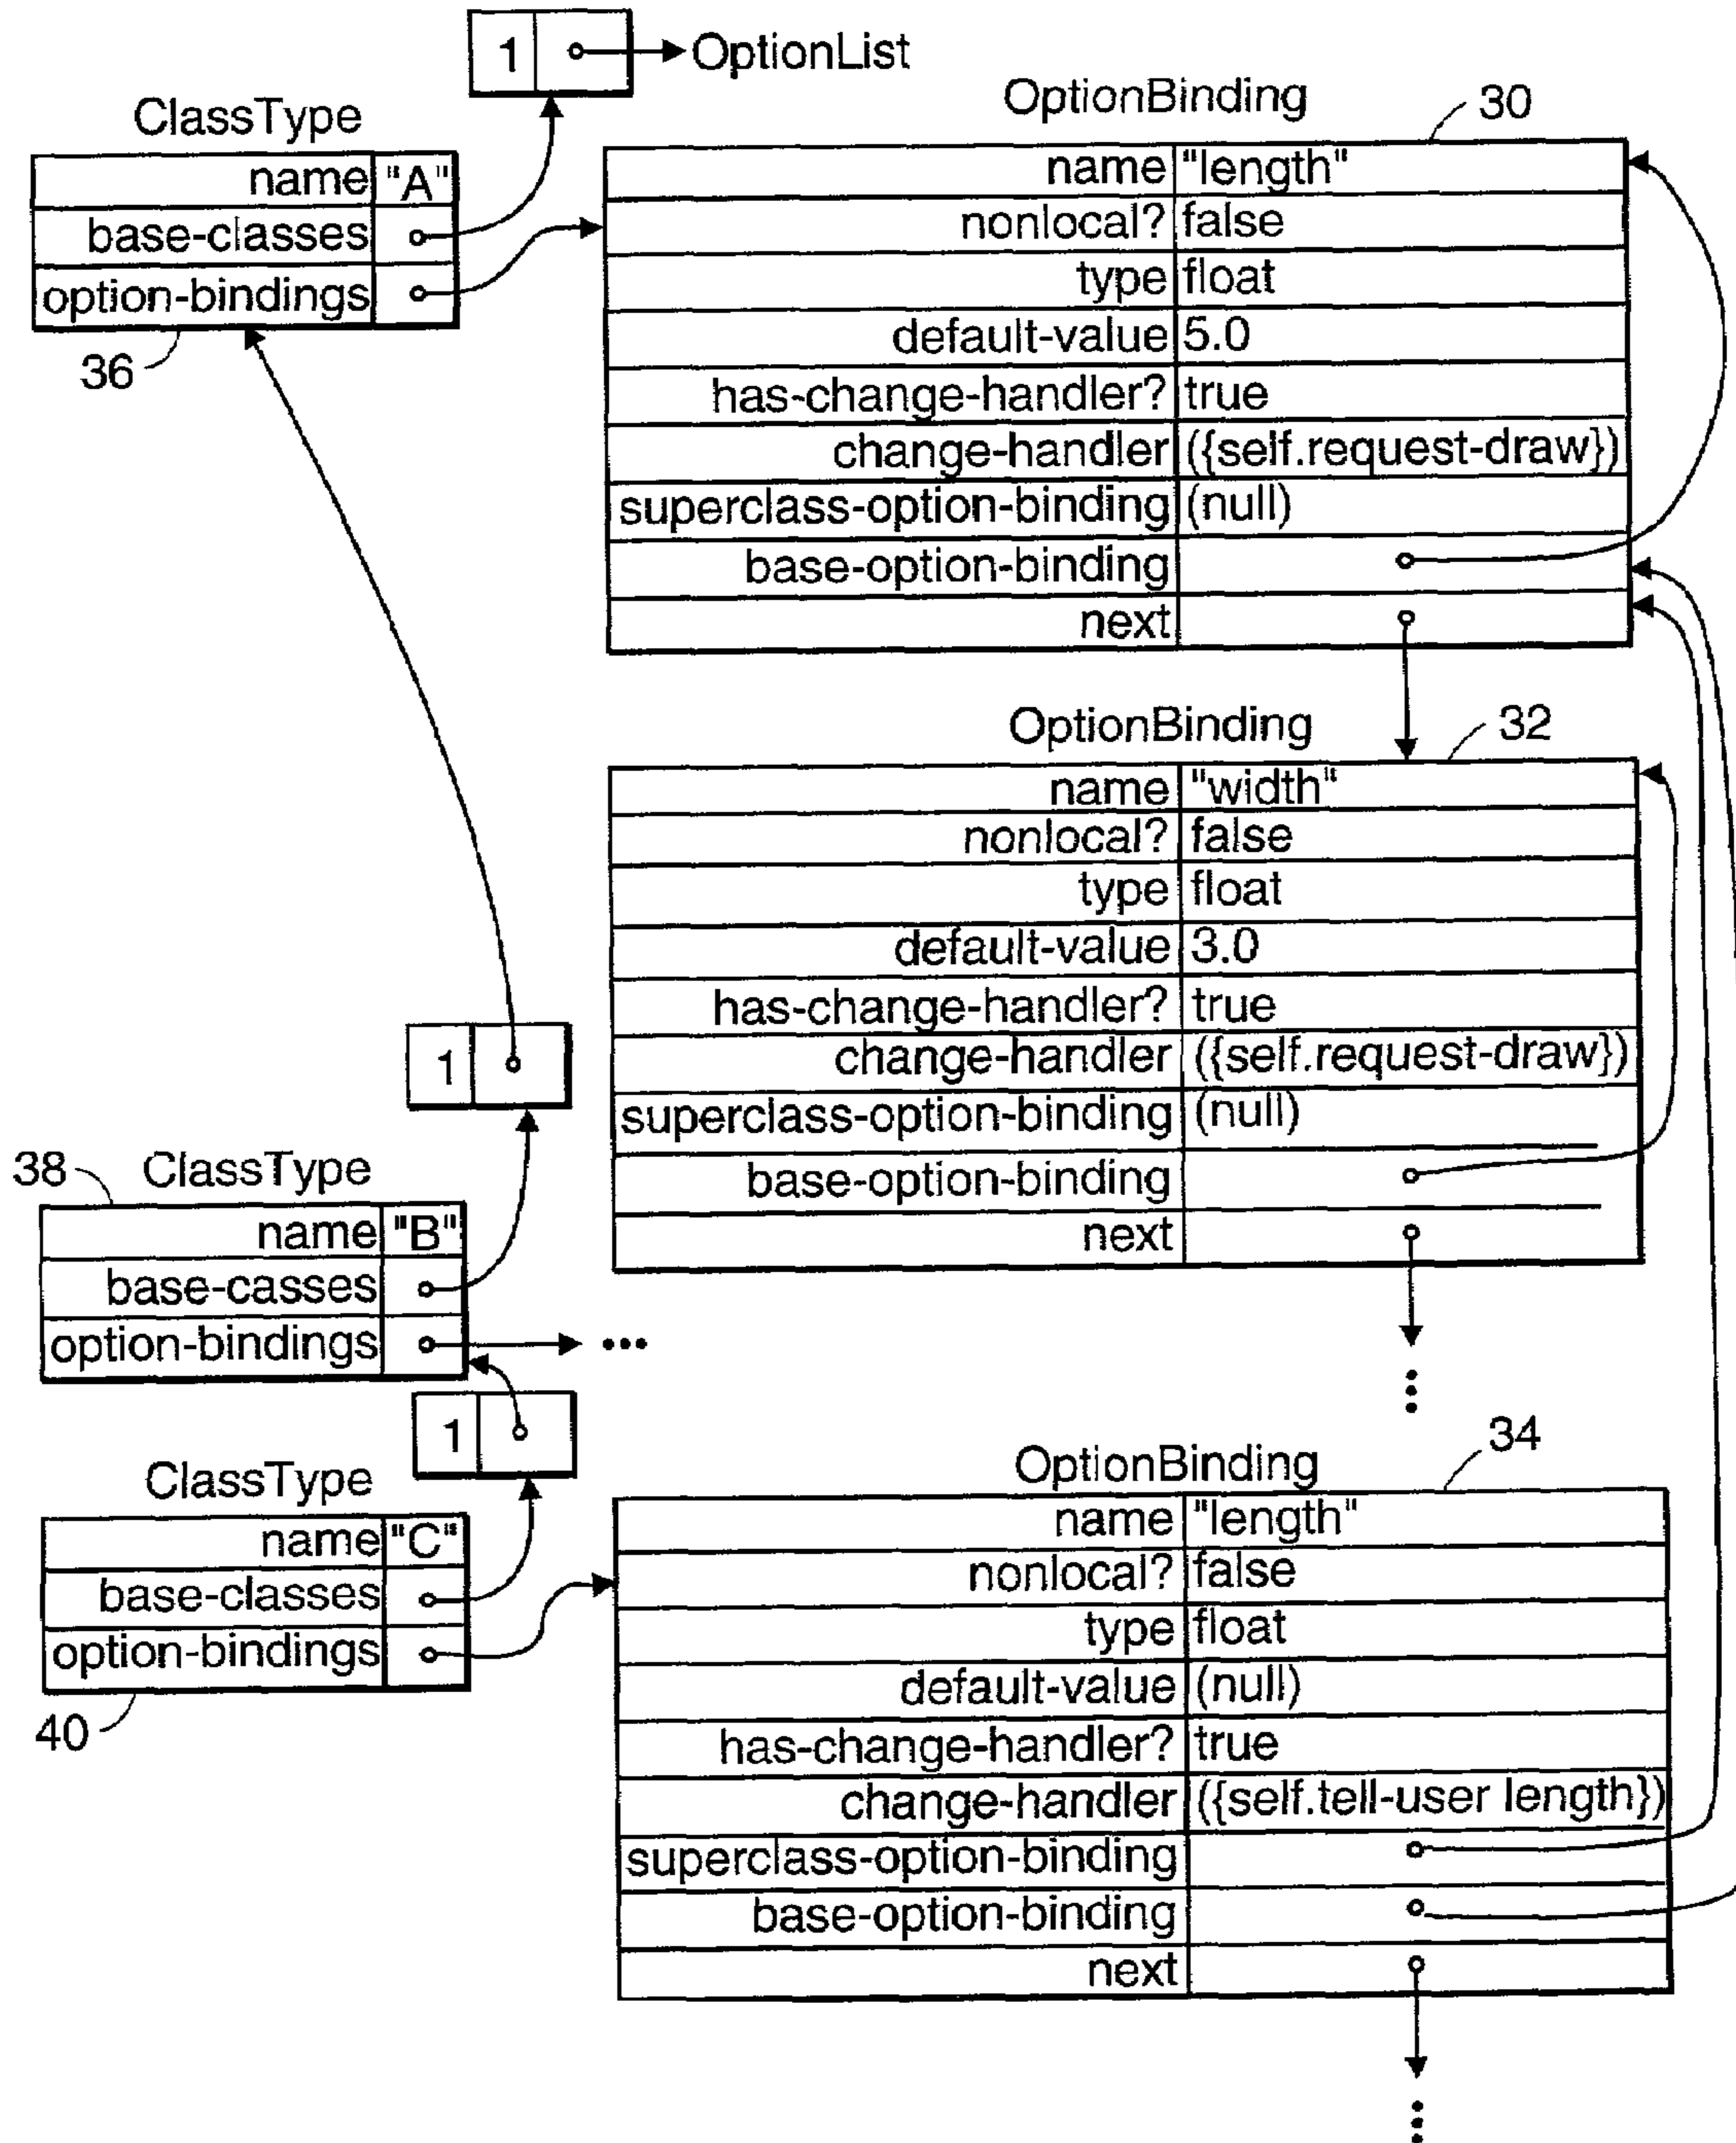 1 OptionList
ClassType
name "A"
base-classes
option-bindings
36
OptionBinding 30
name "length"
nonlocal? false
type float
default-value 5.0
has-change-handler? true
change-handler ({self.request-draw})
superclass-option-binding (null)
base-option-binding
next
OptionBinding 32
name "width"
nonlocal? false
type float
default-value 3.0
has-change-handler? true
change-handler ({self.request-draw})
superclass-option-binding (null)
base-option-binding
next
1
38 ClassType
name "B"
base-casses
option-bindings
1
ClassType
name "C"
base-classes
option-bindings
40
OptionBinding 34
name "length"
nonlocal? false
type float
default-value (null)
has-change-handler? true
change-handler ({self.tell-user length})
superclass-option-binding
base-option-binding
next